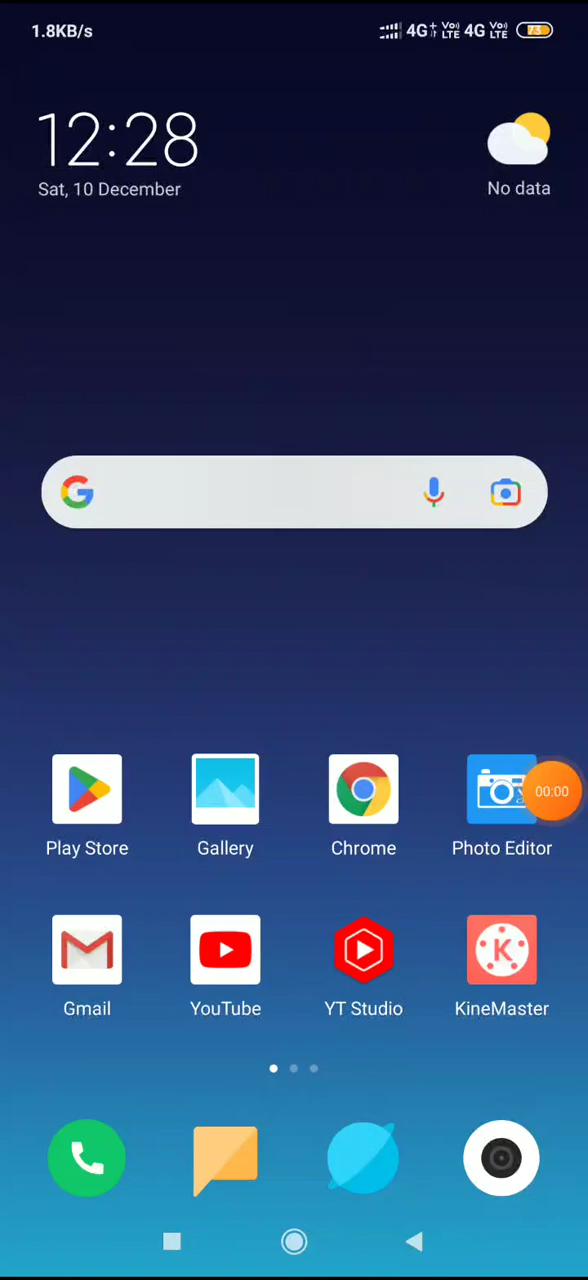 1.8KB/s 4G+ Vo) LTE 4G Vo) LTE 73
12:28
Sat, 10 December
No data
Play Store Gallery Chrome Photo Editor
00:00
Gmail YouTube YT Studio KineMaster